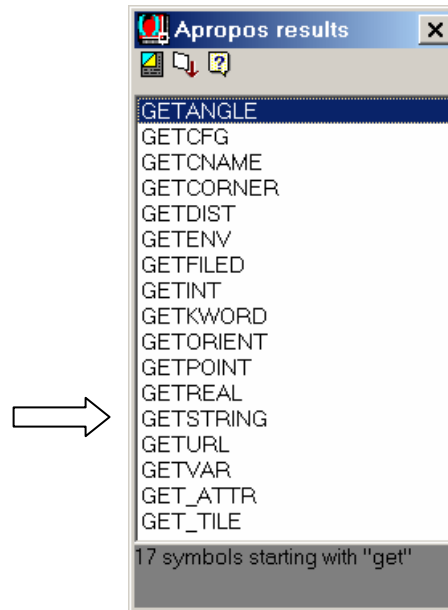 Apropos results
GETANGLE
GETCFG
GETCNAME
GETCORNER
GETDIST
GETENV
GETFILED
GETINT
GETKWORD
GETORIENT
GETPOINT
GETREAL
GETSTRING
GETURL
GETVAR
GET_ATTR
GET_TILE
17 symbols starting with "get"